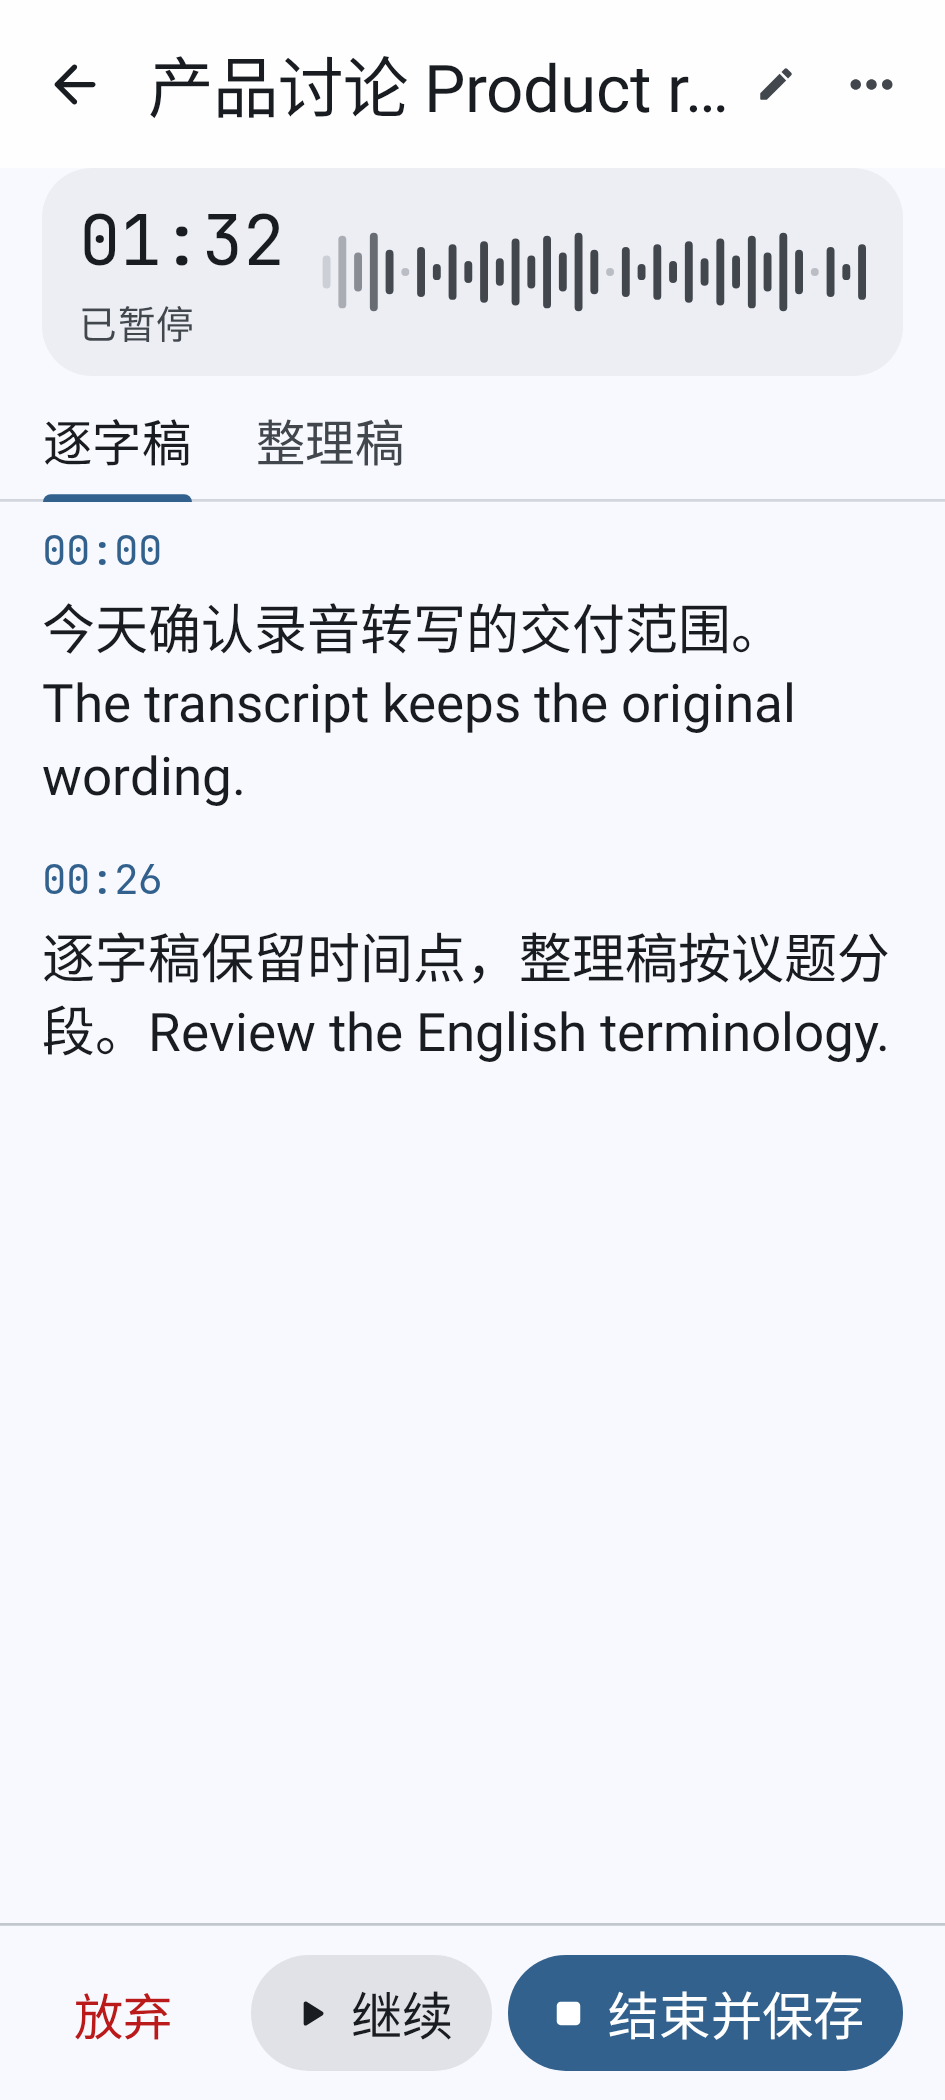 产品讨论 Product r...
01:32
已暂停
逐字稿 整理稿
00:00
今天确认录音转写的交付范围。
The transcript keeps the original
wording.
00:26
逐字稿保留时间点，整理稿按议题分
段。Review the English terminology.
放弃 继续 结束并保存